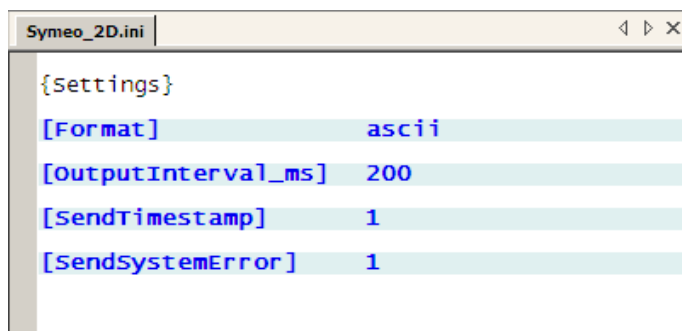 Symeo_2D.ini
{Settings}
[Format] ascii
[OutputInterval_ms] 200
[SendTimestamp] 1
[SendSystemError] 1